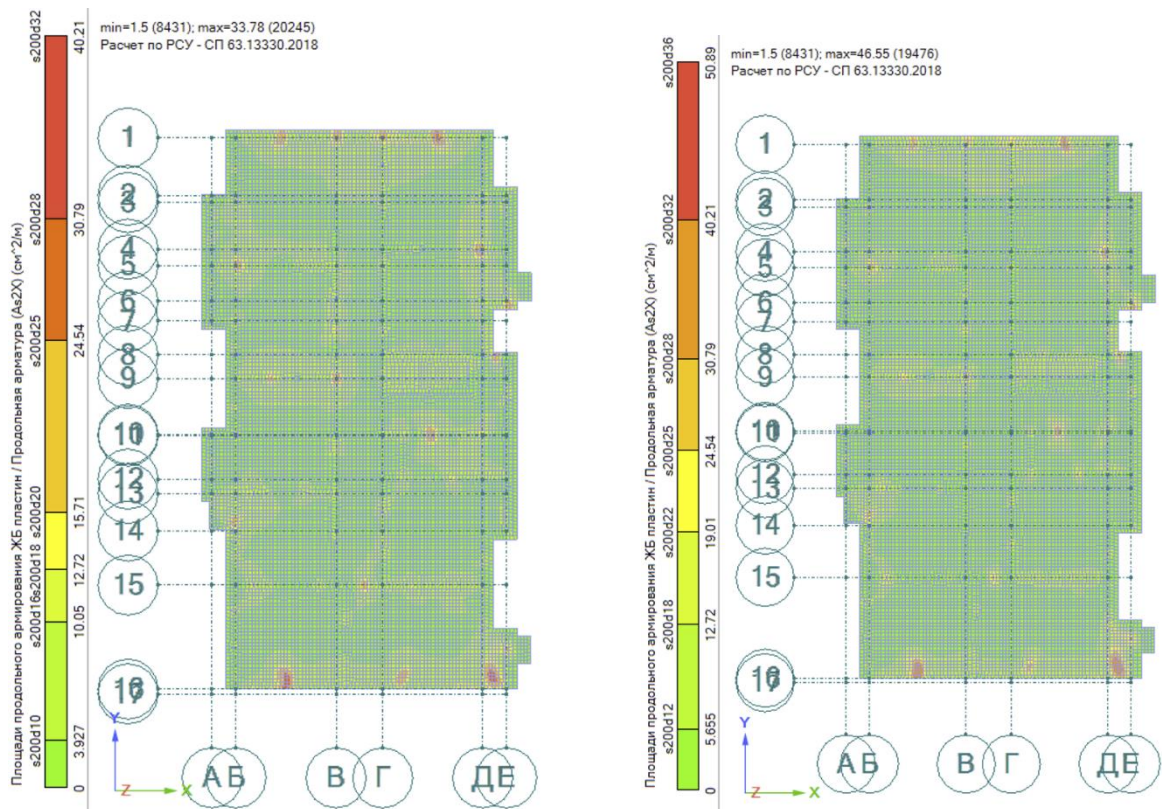 min=1.5 (8431); max=33.78 (20245)
Расчет по РСУ - СП 63.13330.2018
Площади продольного армирования ЖБ пластин / Продольная арматура (As2X) (см^2/м)
s200d32
40.21
s200d28
30.79
s200d25
24.54
s200d20
15.71
s200d18
12.72
s200d16
10.05
s200d10
3.927
0
1
2
3
4
5
6
7
8
9
10
12
13
14
15
17
Y
Z
X
А
Б
В
Г
Д
Е
min=1.5 (8431); max=46.55 (19476)
Расчет по РСУ - СП 63.13330.2018
Площади продольного армирования ЖБ пластин / Продольная арматура (As2X) (см^2/м)
s200d36
50.89
s200d32
40.21
s200d28
30.79
s200d25
24.54
s200d22
19.01
s200d18
12.72
s200d12
5.655
0
1
2
3
4
5
6
7
8
9
10
12
13
14
15
17
Y
Z
X
А
Б
В
Г
Д
Е